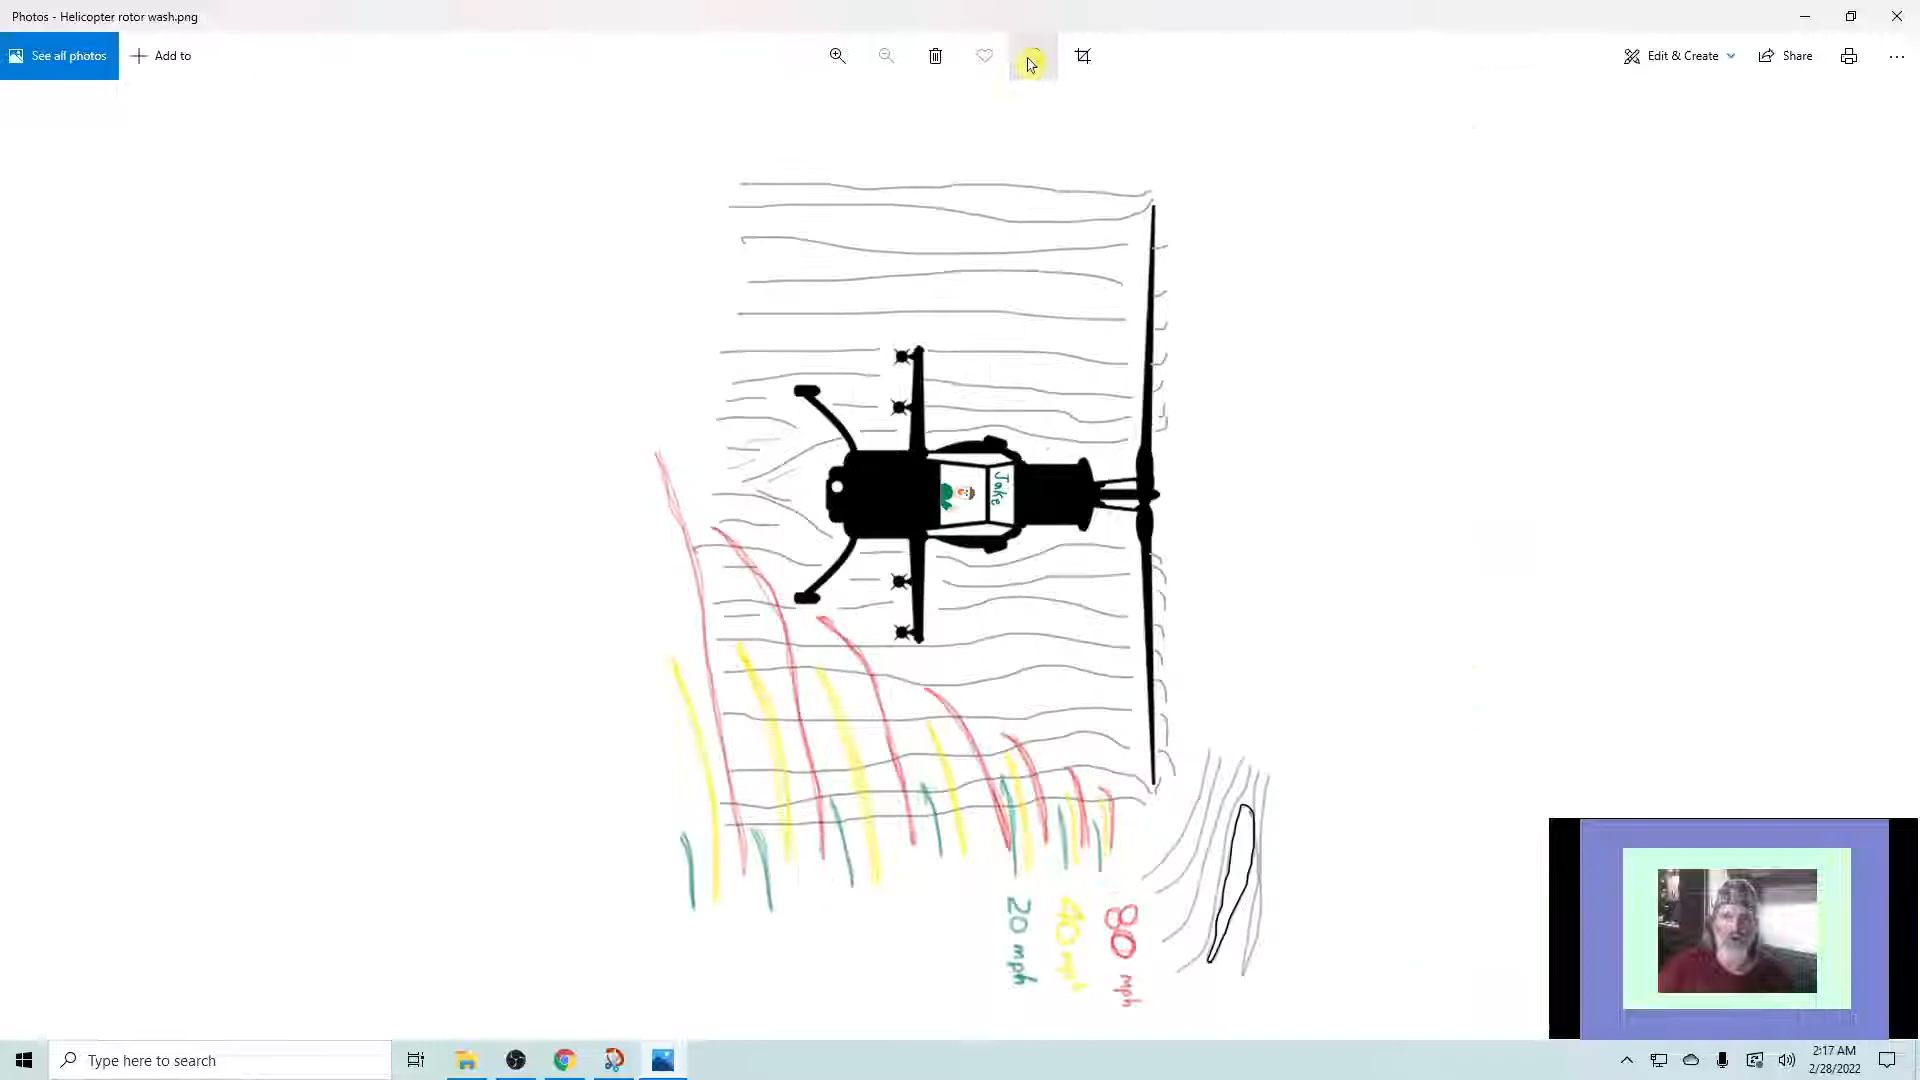 Photos - Helicopter rotor wash.png
See all photos
Add to
Edit & Create
Share
Jake
80 mph
40 mph
20 mph
Type here to search
2:17 AM
2/28/2022